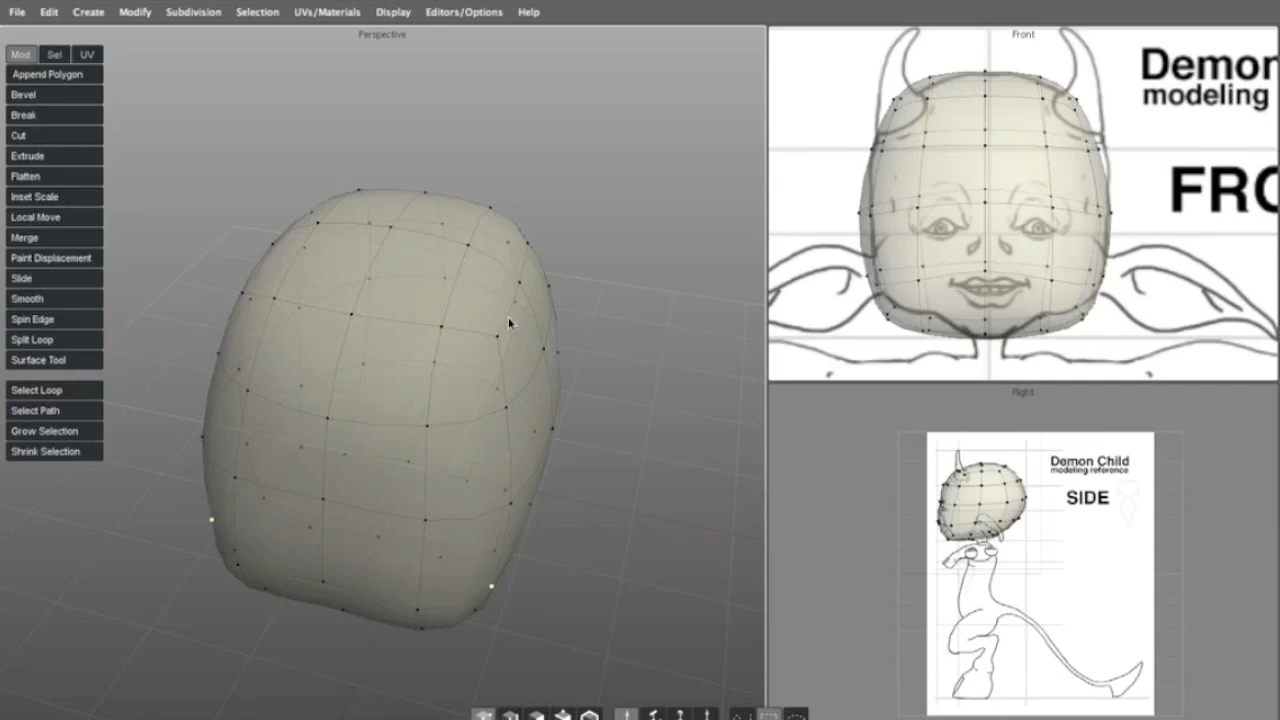 File Edit Create Modify Subdivision Selection UVs/Materials Display Editors/Options Help
Perspective
Mod Sel UV
Append Polygon
Bevel
Break
Cut
Extrude
Flatten
Inset Scale
Local Move
Merge
Paint Displacement
Slide
Smooth
Spin Edge
Split Loop
Surface Tool
Select Loop
Select Path
Grow Selection
Shrink Selection
Front
Demon
modeling
FRO
Right
Demon Child
modeling reference
SIDE